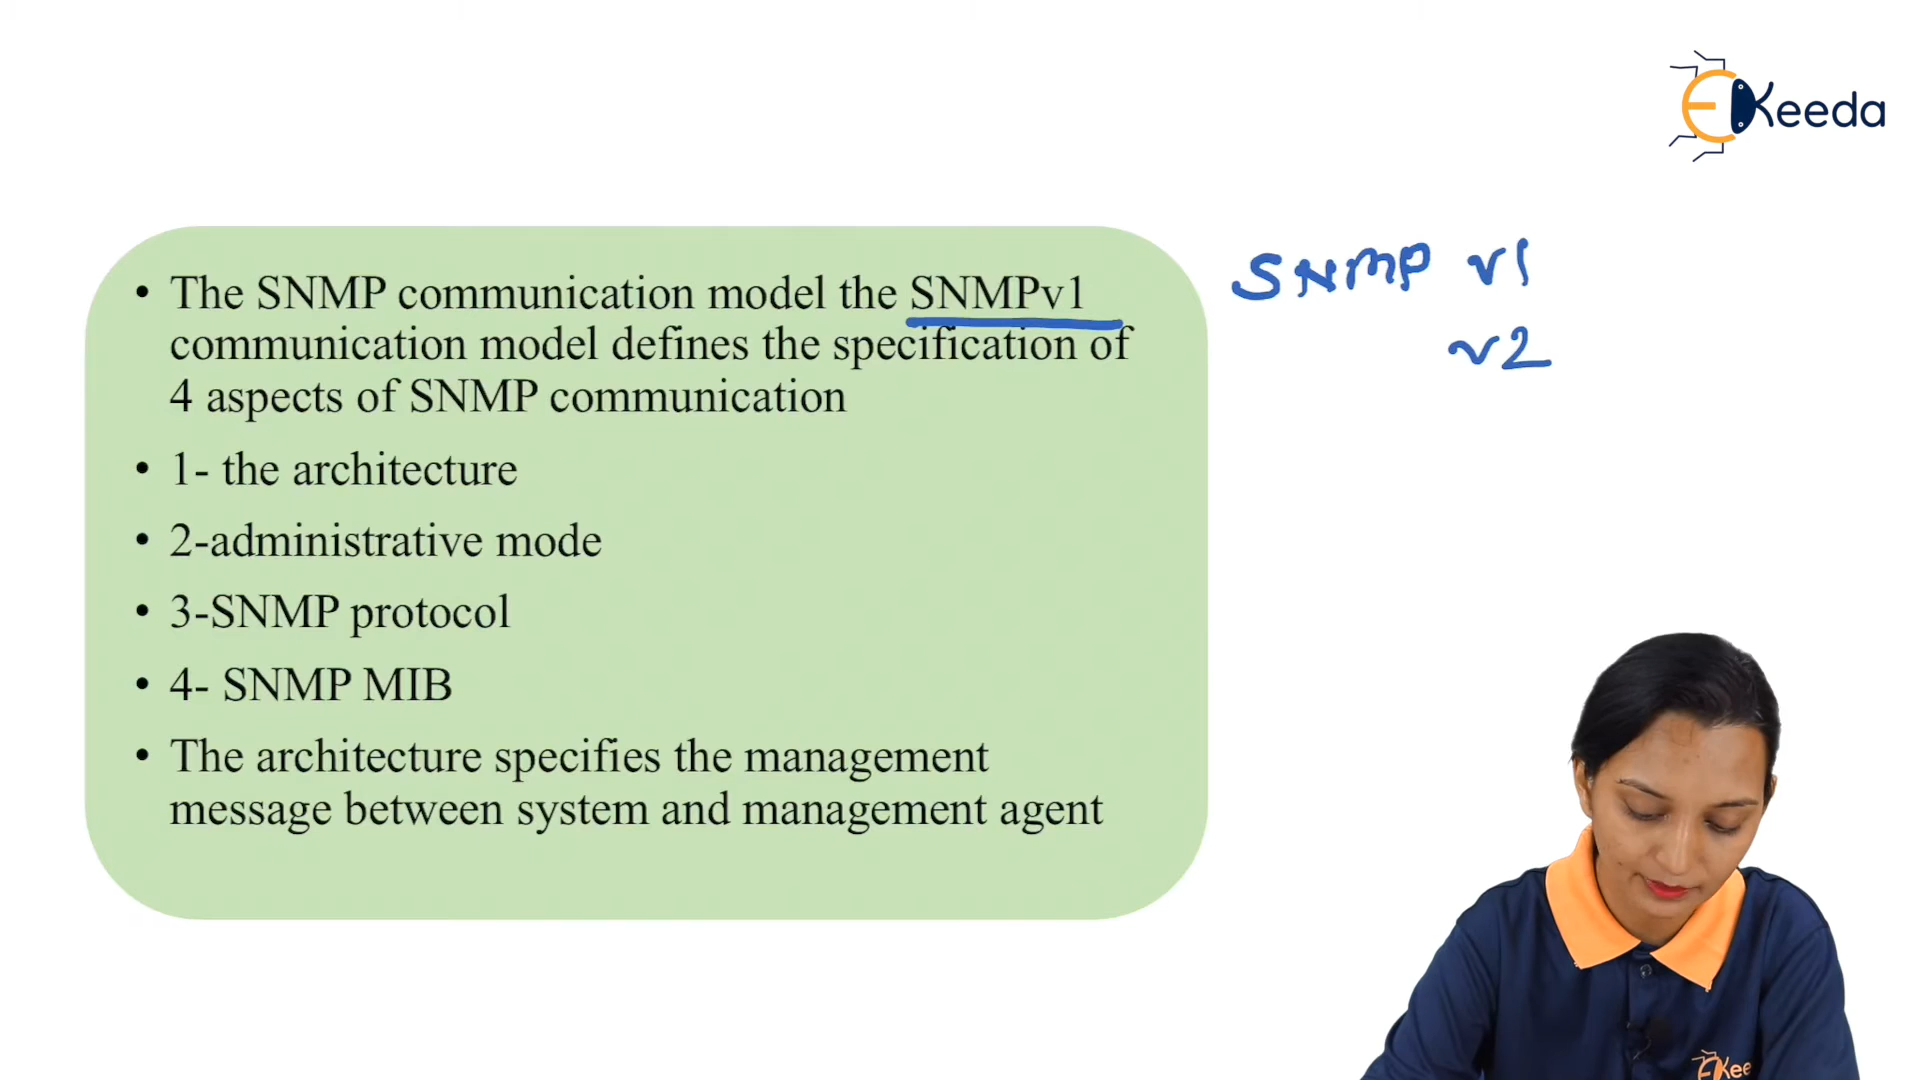 EKeeda
• The SNMP communication model the SNMPv1
communication model defines the specification of
4 aspects of SNMP communication
• 1- the architecture
• 2-administrative mode
• 3-SNMP protocol
• 4- SNMP MIB
• The architecture specifies the management
message between system and management agent
SNMP v1
v2